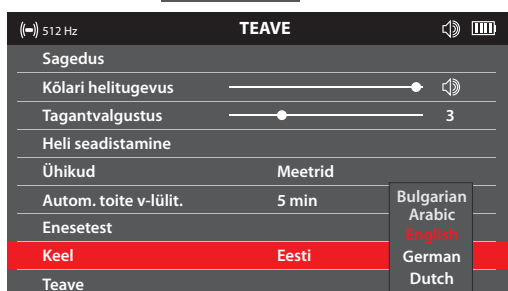 512 Hz TEAVE
Sagedus
Kõlari helitugevus
Tagantvalgustus 3
Heli seadistamine
Ühikud Meetrid
Autom. toite v-lülit. 5 min
Enesetest
Keel Eesti
Teave
Bulgarian
Arabic
English
German
Dutch